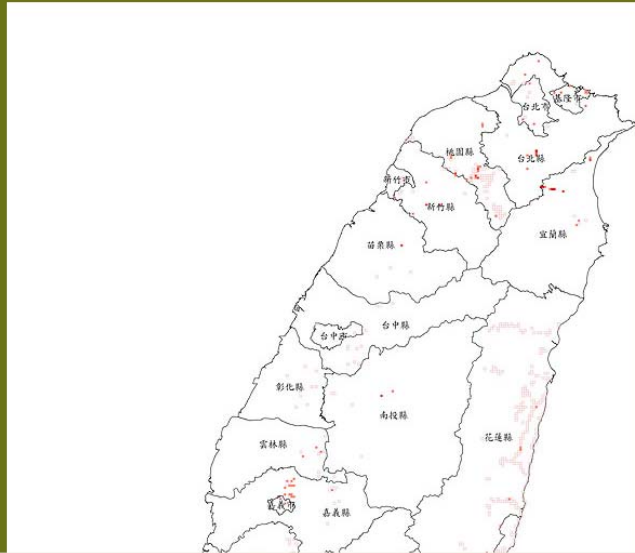 台北市
基隆市
桃園縣
台北縣
新竹市
新竹縣
宜蘭縣
苗栗縣
台中縣
台中市
彰化縣
南投縣
花蓮縣
雲林縣
嘉義市
嘉義縣